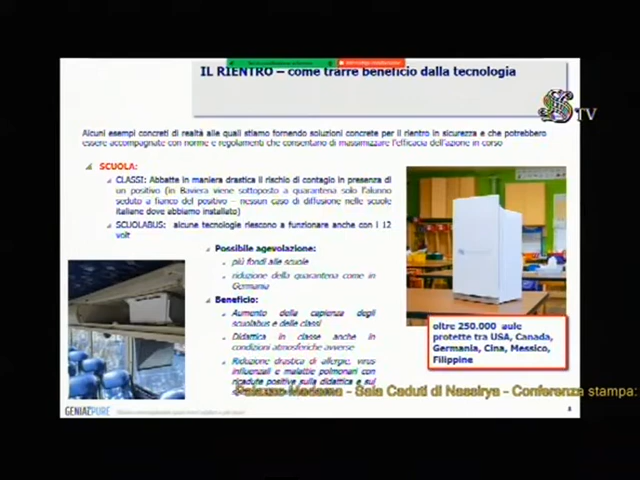 IL RIENTRO – come trarre beneficio dalla tecnologia
TV
Alcuni esempi concreti di realtà alle quali stiamo fornendo soluzioni concrete per il rientro in sicurezza e che potrebbero
essere accompagnate con norme e regolamenti che consentano di massimizzare l'efficacia dell'azione in corso
SCUOLA:
CLASSI: Abbatte in maniera drastica il rischio di contagio in presenza di
un positivo (in Baviera viene sottoposto a quarantena solo l'alunno
seduto a fianco del positivo – nessun caso di diffusione nelle scuole
italiane dove abbiamo installato)
SCUOLABUS: alcune tecnologie riescono a funzionare anche con i 12
volt
Possibile agevolazione:
più fondi alle scuole
riduzione della quarantena come in
Germania
Beneficio:
Aumento della capienza degli
scuolabus e delle classi
Didattica in classe anche in
condizioni atmosferiche avverse
Riduzione drastica di allergie, virus
influenzali e malattie polmonari con
ricadute positive sulla didattica e sul
oltre 250.000 aule
protette tra USA, Canada,
Germania, Cina, Messico,
Filippine
Palazzo Madama - Sala Caduti di Nassirya - Conferenza stampa:
GENIAIRPURE
8